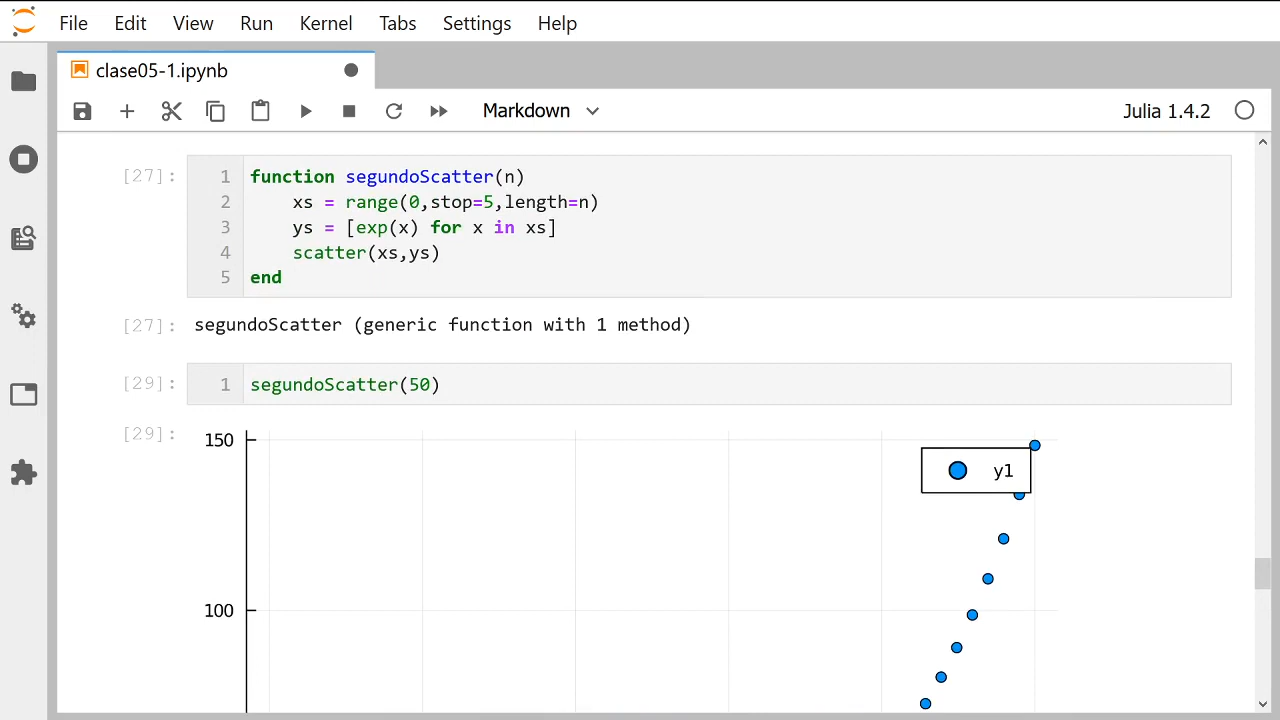 File Edit View Run Kernel Tabs Settings Help
clase05-1.ipynb
Markdown Julia 1.4.2
[27]: 1 function segundoScatter(n)
2 xs = range(0,stop=5,length=n)
3 ys = [exp(x) for x in xs]
4 scatter(xs,ys)
5 end
[27]: segundoScatter (generic function with 1 method)
[29]: 1 segundoScatter(50)
[29]:
150
y1
100